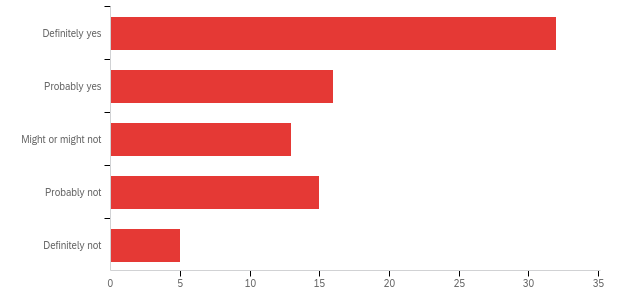 Definitely yes
Probably yes
Might or might not
Probably not
Definitely not
0 5 10 15 20 25 30 35